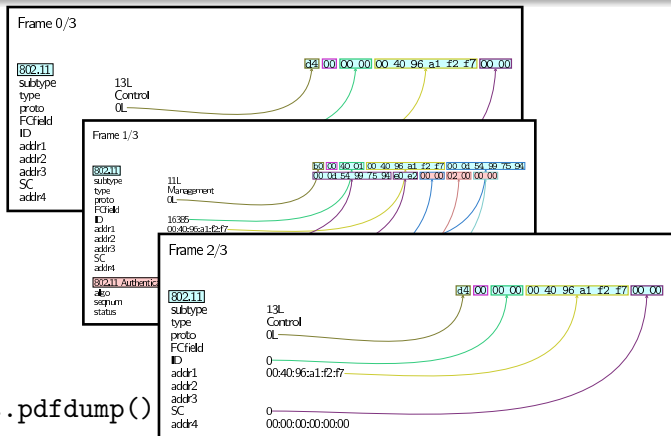 Frame 0/3
d4 00 00 00 00 40 96 a1 f2 f7 00 00
802.11
subtype 13L
type Control
proto 0L
FCfield
ID
addr1
addr2
addr3
SC
addr4
Frame 1/3
b0 00 40 01 00 40 96 a1 f2 f7 00 0d 54 99 75 94
802.11
00 0d 54 99 75 94 e0 e2 00 00 02 00 00 00
subtype 11L
type Management
proto 0L
FCfield
ID 16385
addr1 00:40:96:a1:f2:f7
addr2
addr3
SC
addr4
802.11 Authentic
algo
seqnum
status
Frame 2/3
d4 00 00 00 00 40 96 a1 f2 f7 00 00
802.11
subtype 13L
type Control
proto 0L
FCfield
ID 0
addr1 00:40:96:a1:f2:f7
addr2
addr3
SC 0
addr4 00:00:00:00:00:00
.pdfdump()